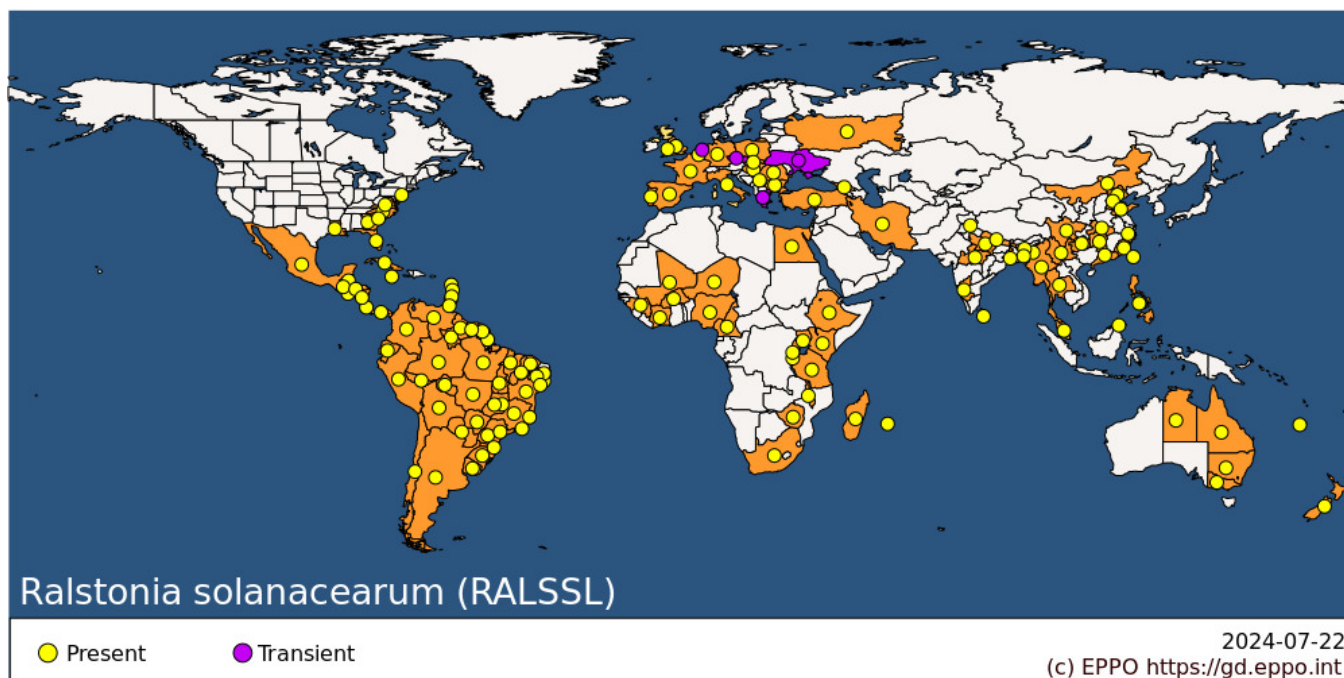 Ralstonia solanacearum (RALSSL)
Present
Transient
2024-07-22
(c) EPPO https://gd.eppo.int